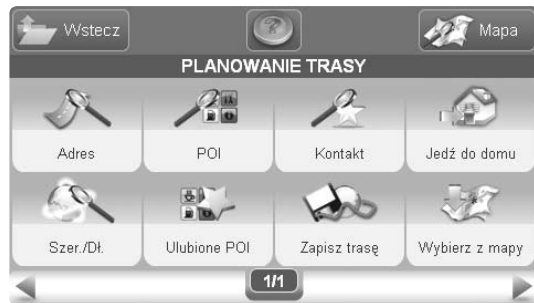 Wstecz ? Mapa
PLANOWANIE TRASY
Adres POI Kontakt Jedź do domu
Szer./Dł. Ulubione POI Zapisz trasę Wybierz z mapy
1/1